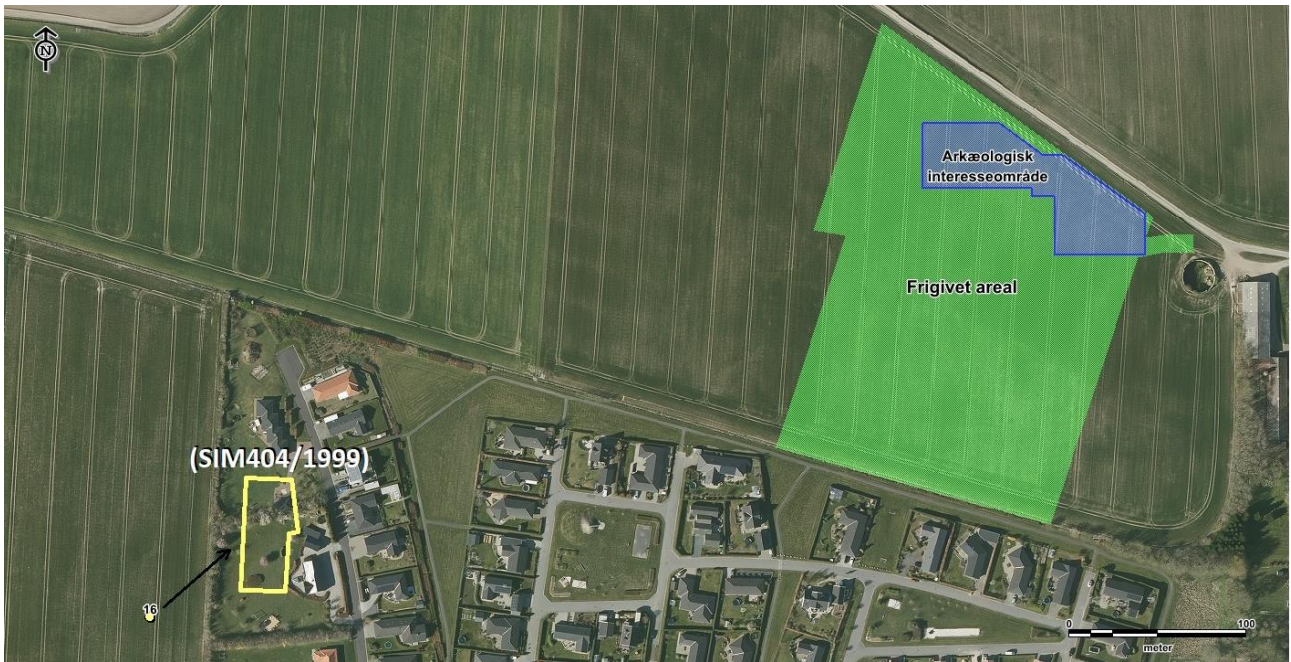 N
Arkæologisk
interesseområde
Frigivet areal
(SIM404/1999)
16
0 100
meter